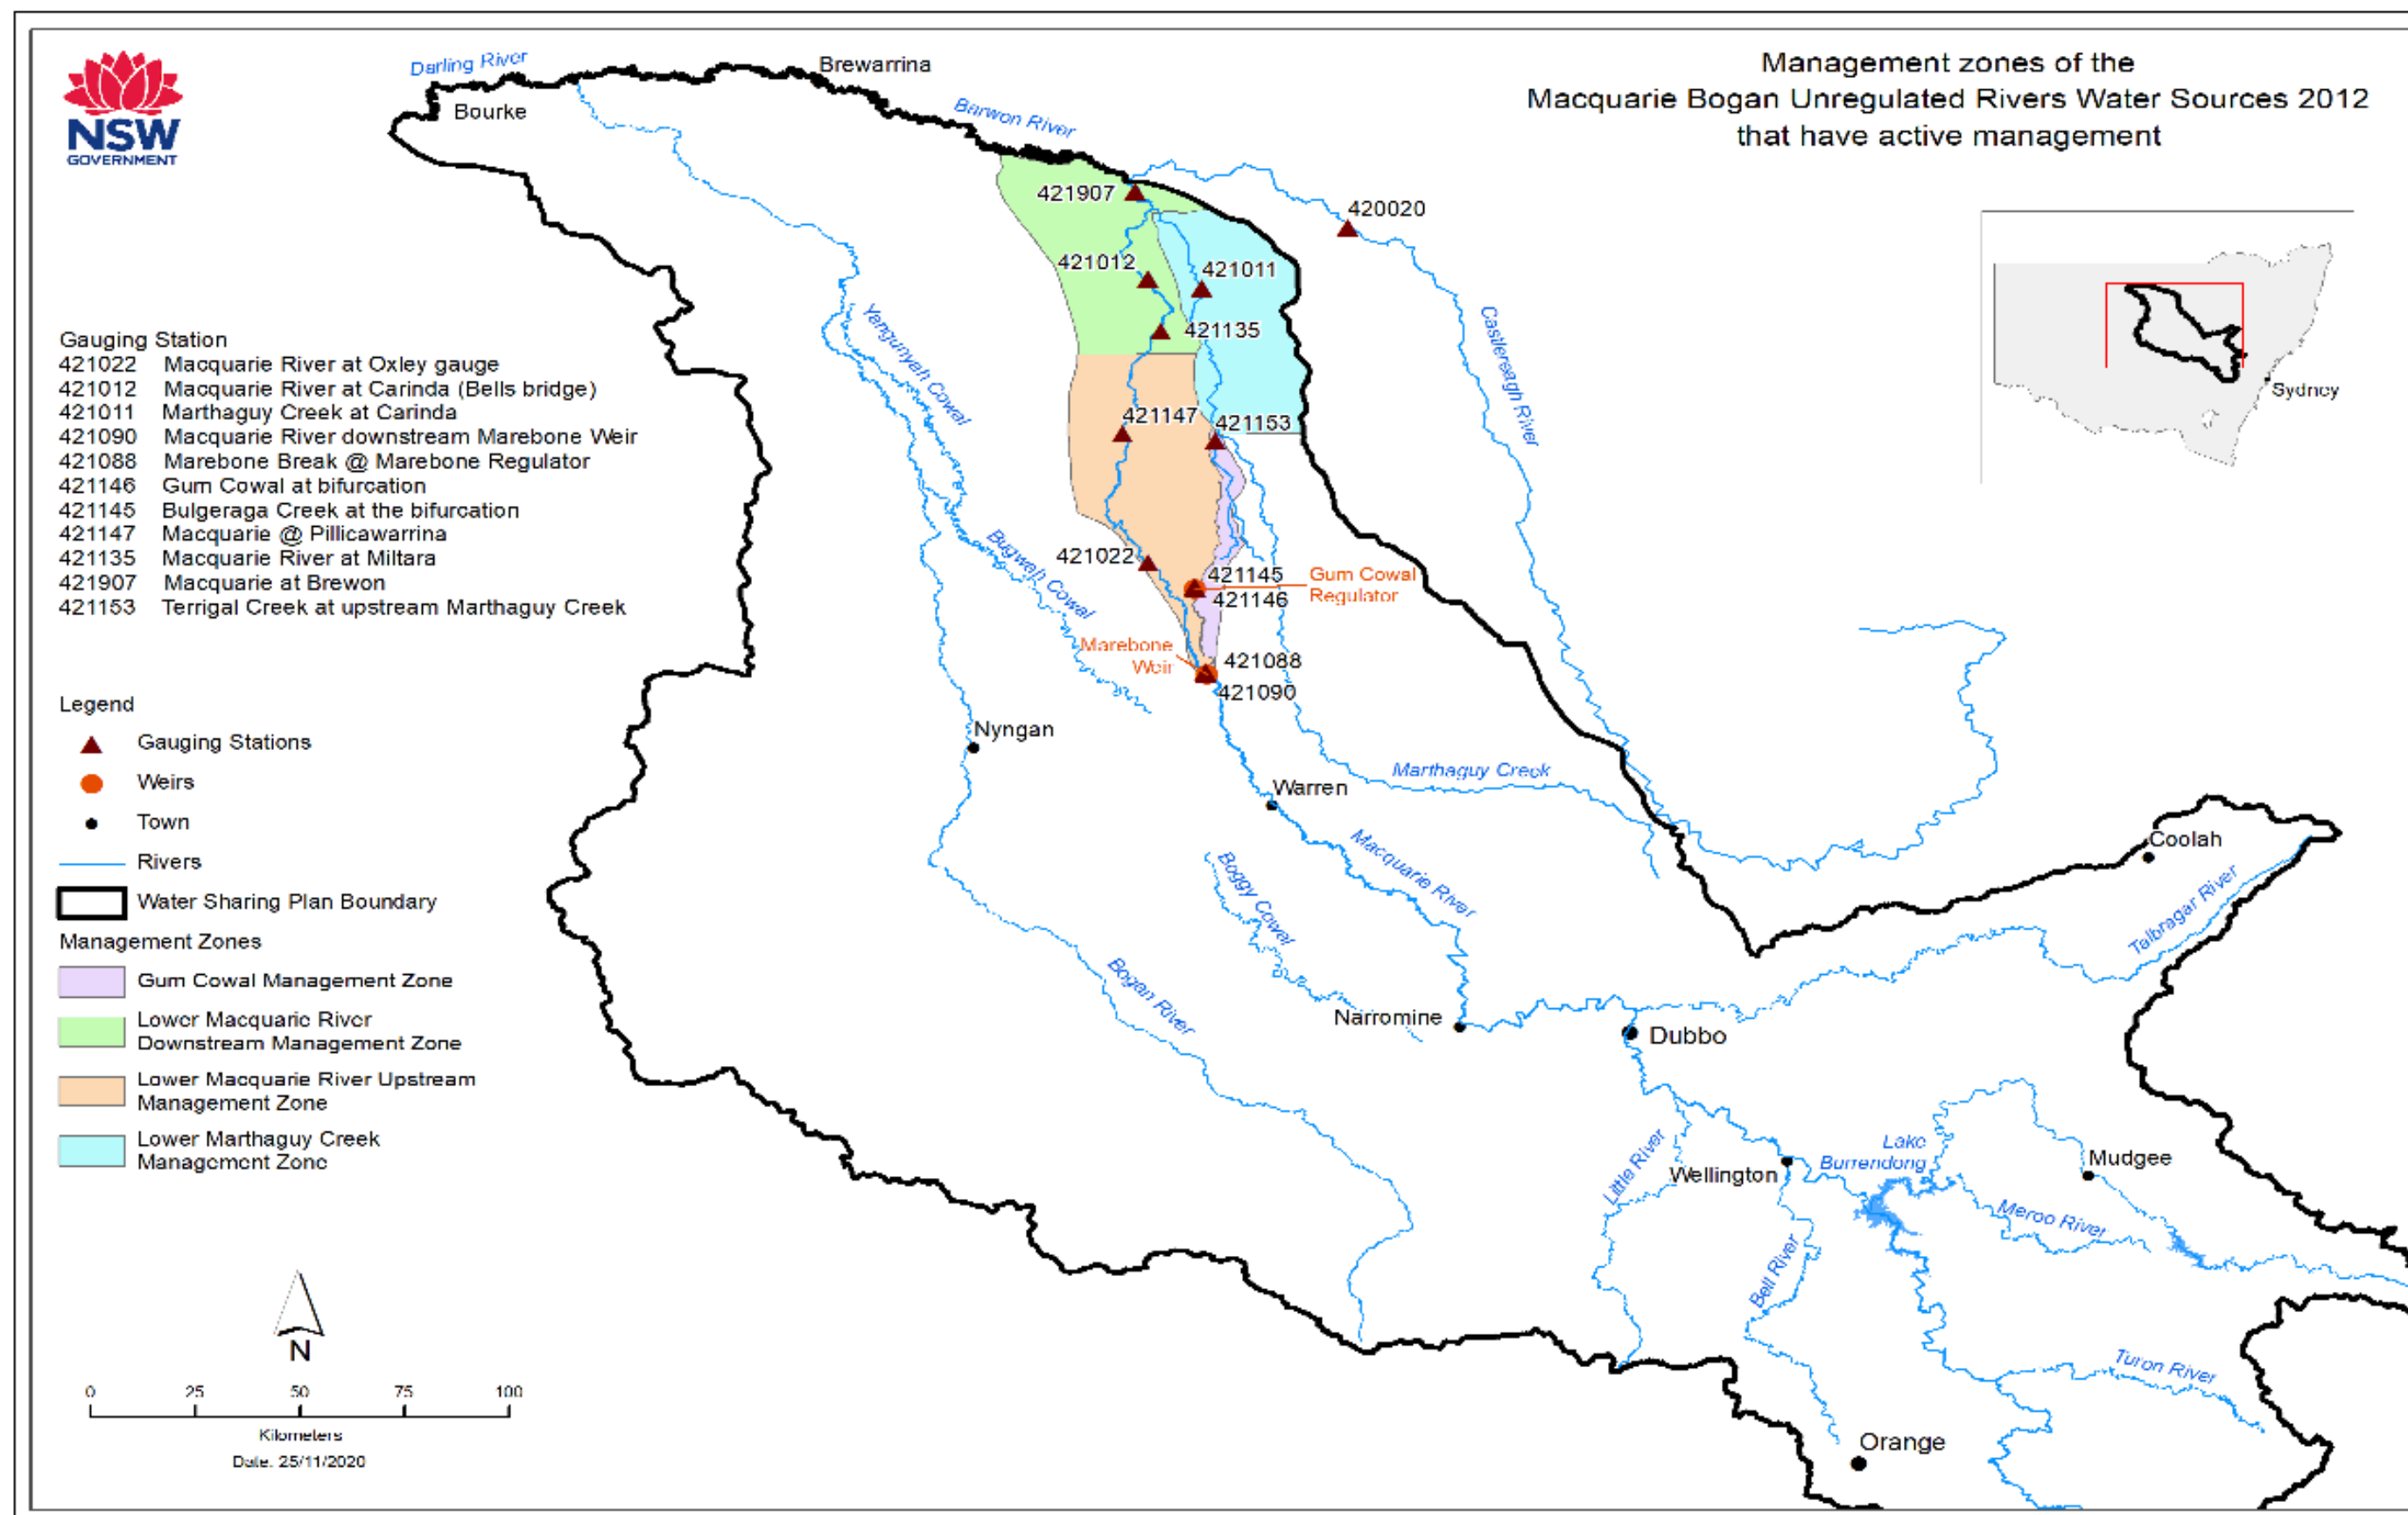 NSW
GOVERNMENT
Management zones of the
Macquarie Bogan Unregulated Rivers Water Sources 2012
that have active management
Darling River
Bourke
Brewarrina
Barwon River
421907
420020
421012
421011
421135
421147
421153
421022
421145
421146
Gum Cowal
Regulator
Marebone
Weir
421088
421090
Yangunyah Cowal
Bugwah Cowal
Castlereagh River
Sydney
Gauging Station
421022 Macquarie River at Oxley gauge
421012 Macquarie River at Carinda (Bells bridge)
421011 Marthaguy Creek at Carinda
421090 Macquarie River downstream Marebone Weir
421088 Marebone Break @ Marebone Regulator
421146 Gum Cowal at bifurcation
421145 Bulgeraga Creek at the bifurcation
421147 Macquarie @ Pillicawarrina
421135 Macquarie River at Miltara
421907 Macquarie at Brewon
421153 Terrigal Creek at upstream Marthaguy Creek
Nyngan
Warren
Marthaguy Creek
Macquarie River
Boggy Cowal
Bogan River
Narromine
Dubbo
Coolah
Talbragar River
Little River
Wellington
Lake
Burrendong
Mudgee
Meroo River
Bell River
Turon River
Orange
Legend
Gauging Stations
Weirs
Town
Rivers
Water Sharing Plan Boundary
Management Zones
Gum Cowal Management Zone
Lower Macquarie River
Downstream Management Zone
Lower Macquarie River Upstream
Management Zone
Lower Marthaguy Creek
Management Zone
N
0 25 50 75 100
Kilometers
Date: 25/11/2020